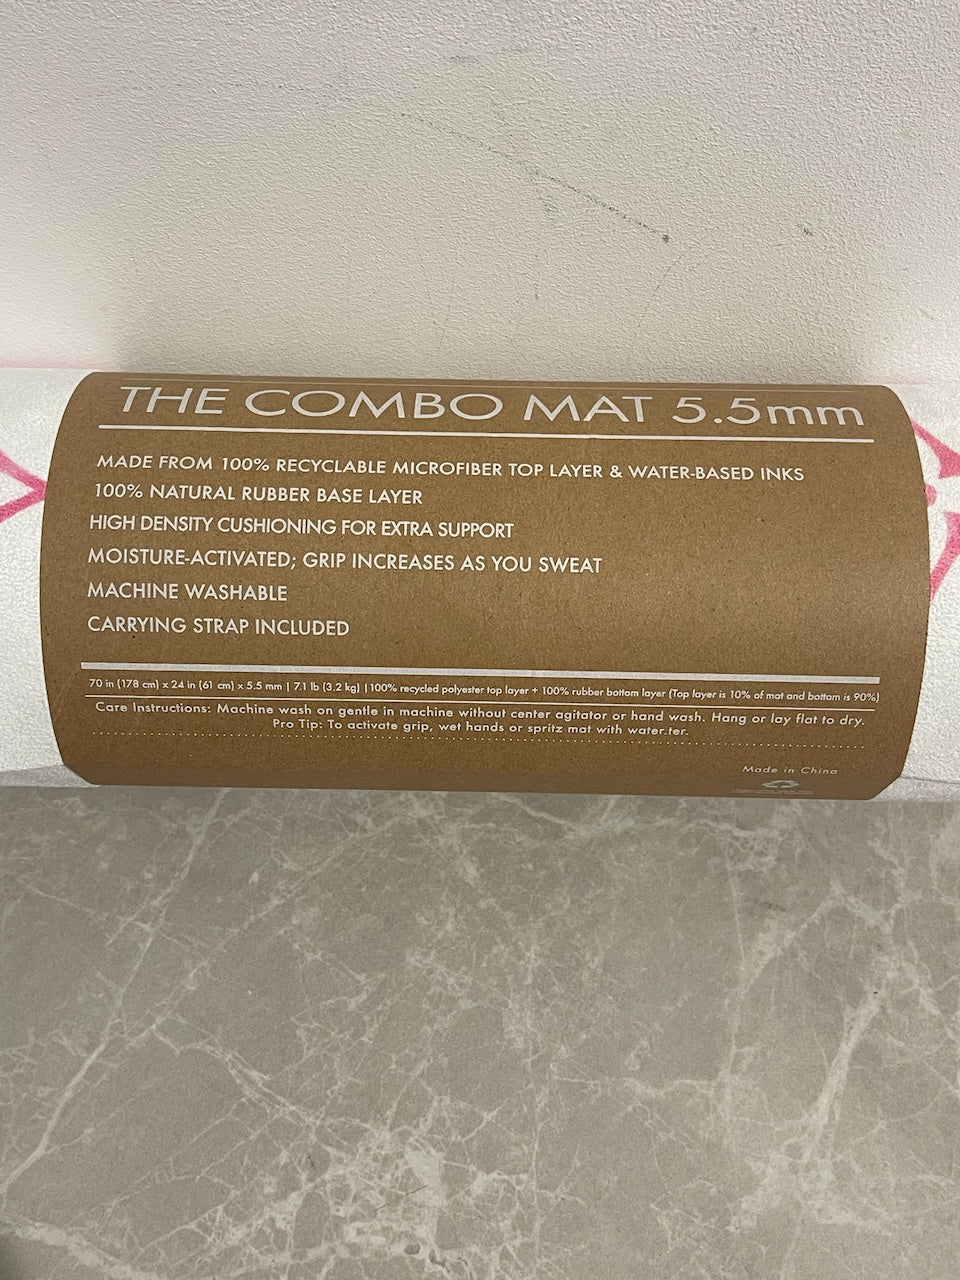 THE COMBO MAT 5.5mm
MADE FROM 100% RECYCLABLE MICROFIBER TOP LAYER & WATER-BASED INKS
100% NATURAL RUBBER BASE LAYER
HIGH DENSITY CUSHIONING FOR EXTRA SUPPORT
MOISTURE-ACTIVATED; GRIP INCREASES AS YOU SWEAT
MACHINE WASHABLE
CARRYING STRAP INCLUDED
70 in (178 cm) x 24 in (61 cm) x 5.5 mm | 7.1 lb (3.2 kg) | 100% recycled polyester top layer + 100% rubber bottom layer (Top layer is 10% of mat and bottom is 90%)
Care Instructions: Machine wash on gentle in machine without center agitator or hand wash. Hang or lay flat to dry.
Pro Tip: To activate grip, wet hands or spritz mat with water.ter.
Made in China